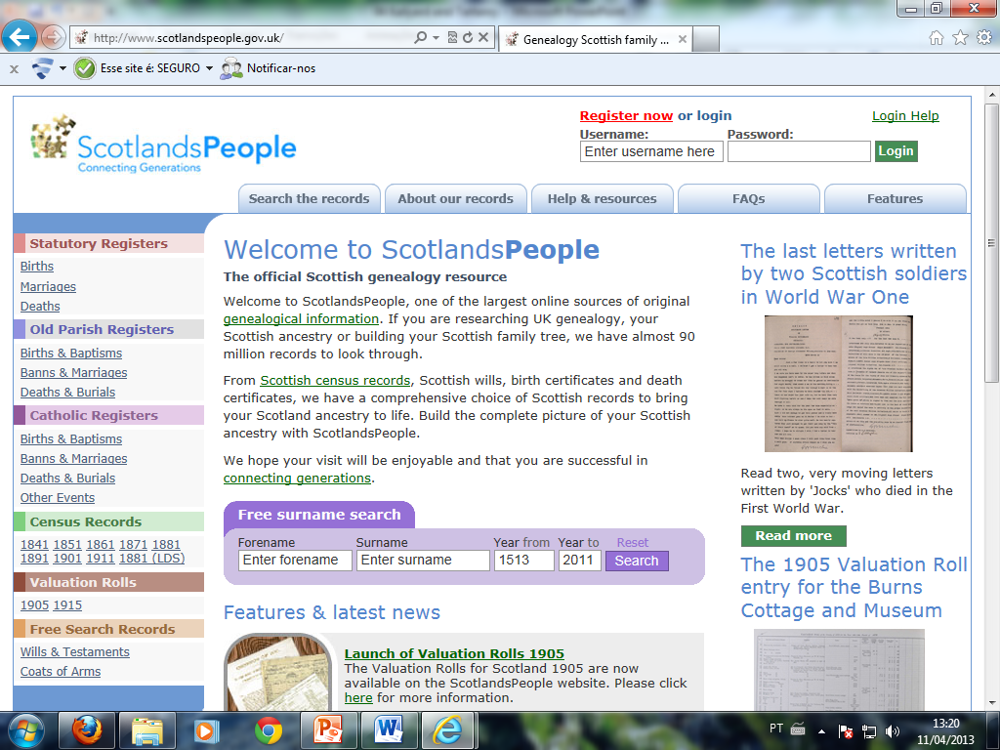 http://www.scotlandspeople.gov.uk/
Genealogy Scottish family ...
Esse site é: SEGURO
Notificar-nos
ScotlandsPeople
Connecting Generations
Register now or login
Login Help
Username:
Password:
Enter username here
Login
Search the records
About our records
Help & resources
FAQs
Features
Statutory Registers
Births
Marriages
Deaths
Old Parish Registers
Births & Baptisms
Banns & Marriages
Deaths & Burials
Catholic Registers
Births & Baptisms
Banns & Marriages
Deaths & Burials
Other Events
Census Records
1841 1851 1861 1871 1881
1891 1901 1911 1881 (LDS)
Valuation Rolls
1905 1915
Free Search Records
Wills & Testaments
Coats of Arms
Welcome to ScotlandsPeople
The official Scottish genealogy resource
Welcome to ScotlandsPeople, one of the largest online sources of original
genealogical information. If you are researching UK genealogy, your
Scottish ancestry or building your Scottish family tree, we have almost 90
million records to look through.
From Scottish census records, Scottish wills, birth certificates and death
certificates, we have a comprehensive choice of Scottish records to bring
your Scotland ancestry to life. Build the complete picture of your Scottish
ancestry with ScotlandsPeople.
We hope your visit will be enjoyable and that you are successful in
connecting generations.
Free surname search
Forename
Surname
Year from
Year to
Reset
Enter forename
Enter surname
1513
2011
Search
Features & latest news
Launch of Valuation Rolls 1905
The Valuation Rolls for Scotland 1905 are now
available on the ScotlandsPeople website. Please click
here for more information.
The last letters written
by two Scottish soldiers
in World War One
Read two, very moving letters
written by 'Jocks' who died in the
First World War.
Read more
The 1905 Valuation Roll
entry for the Burns
Cottage and Museum
PT
13:20
11/04/2013